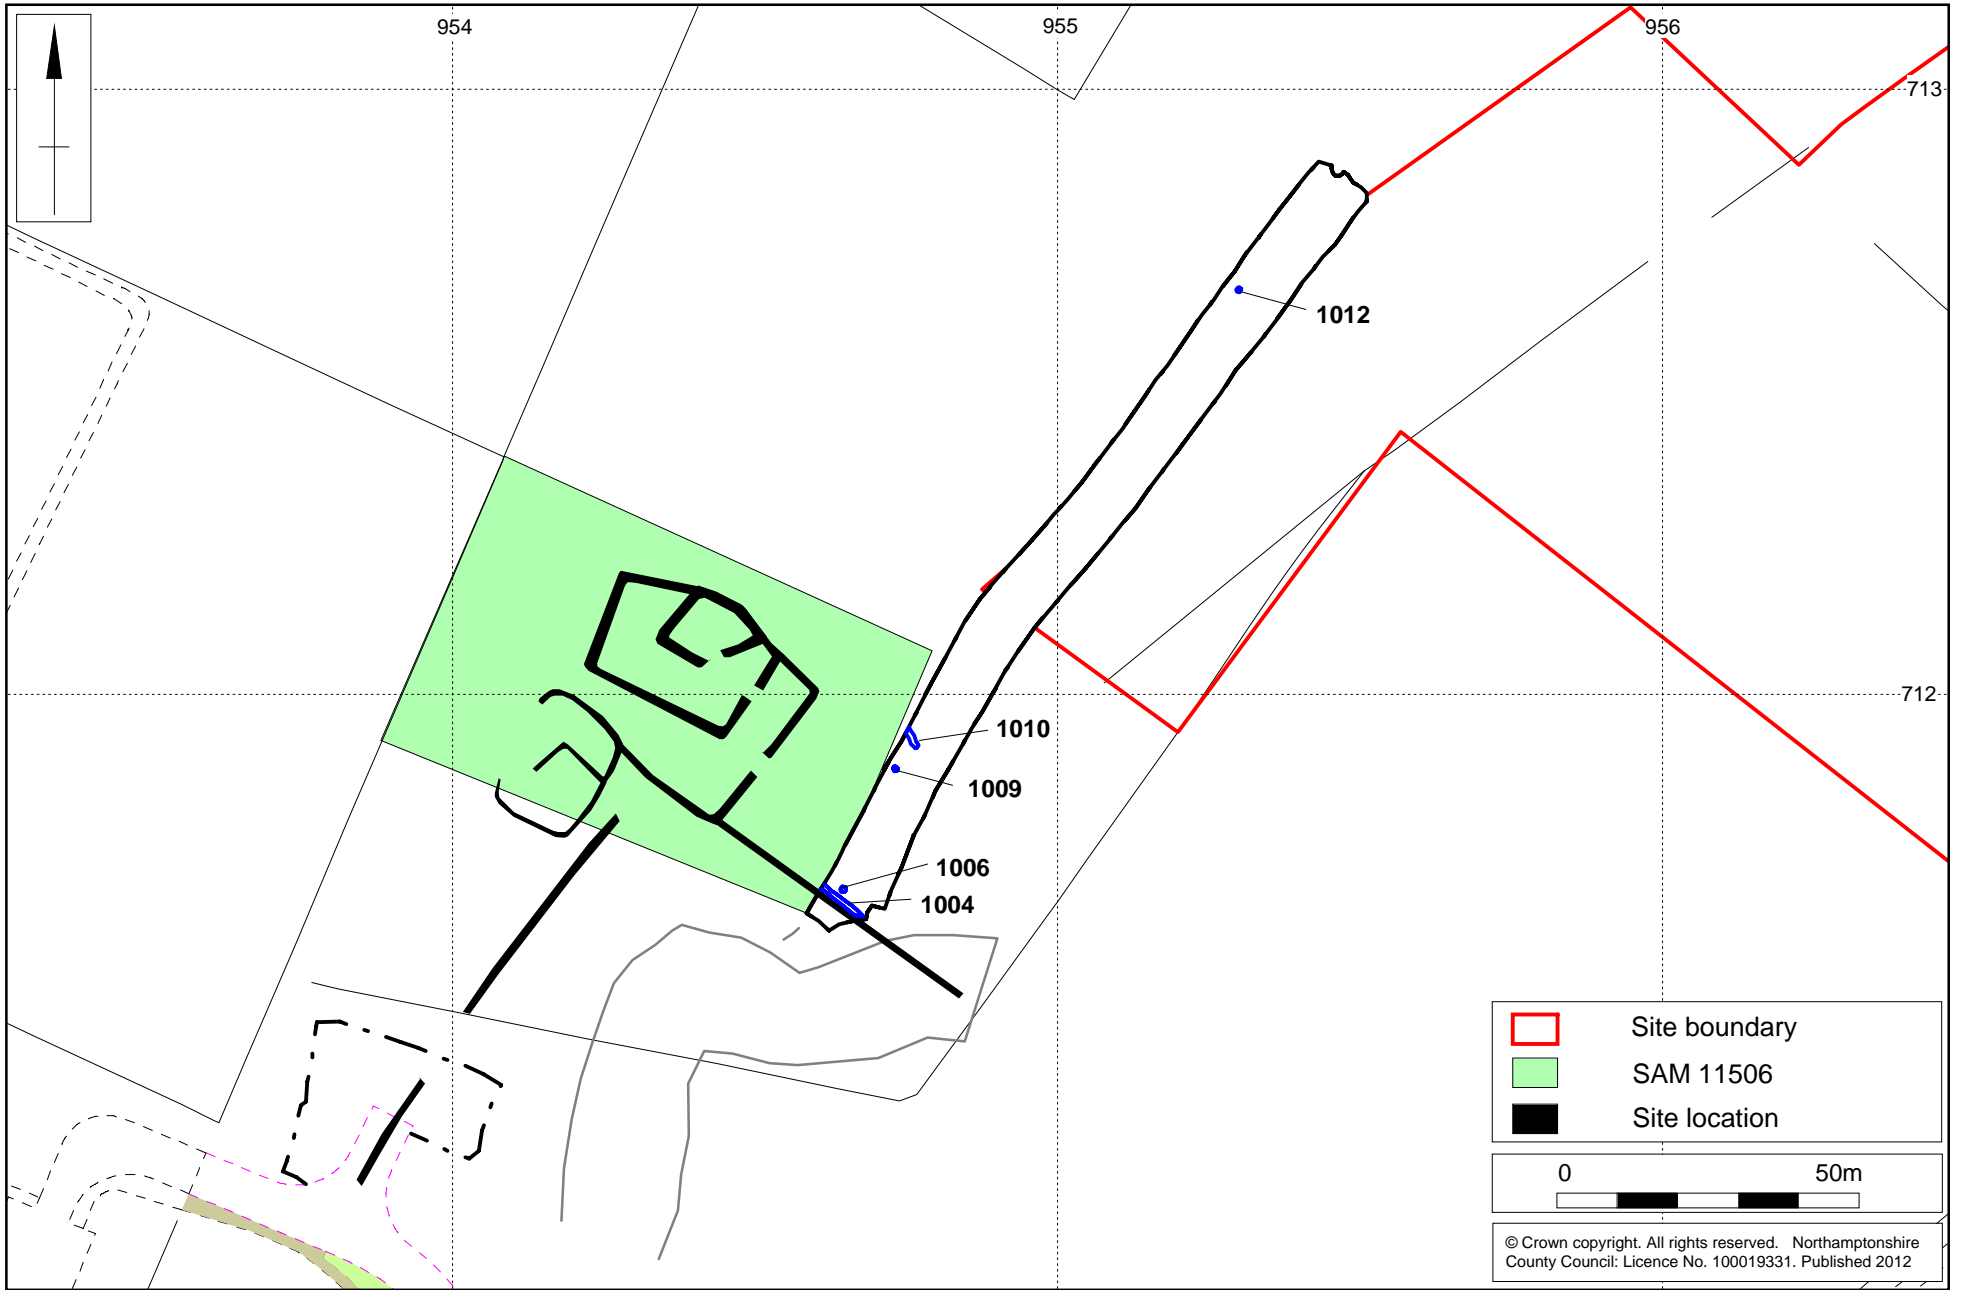 954
955
956
713
1012
712
1010
1009
1006
1004
Site boundary
SAM 11506
Site location
0 50m
© Crown copyright. All rights reserved. Northamptonshire
County Council: Licence No. 100019331. Published 2012